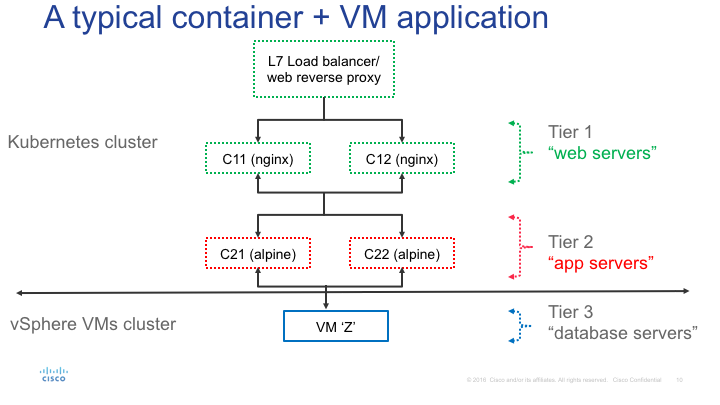 A typical container + VM application
L7 Load balancer/
web reverse proxy
Kubernetes cluster
C11 (nginx)
C12 (nginx)
Tier 1
“web servers”
C21 (alpine)
C22 (alpine)
Tier 2
“app servers”
vSphere VMs cluster
VM ‘Z’
Tier 3
“database servers”
CISCO
© 2016 Cisco and/or its affiliates. All rights reserved. Cisco Confidential
10